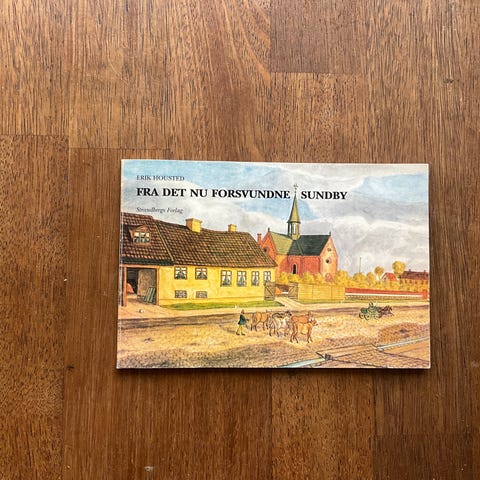 ERIK HOUSTED
FRA DET NU FORSVUNDNE SUNDBY
Strandbergs Forlag